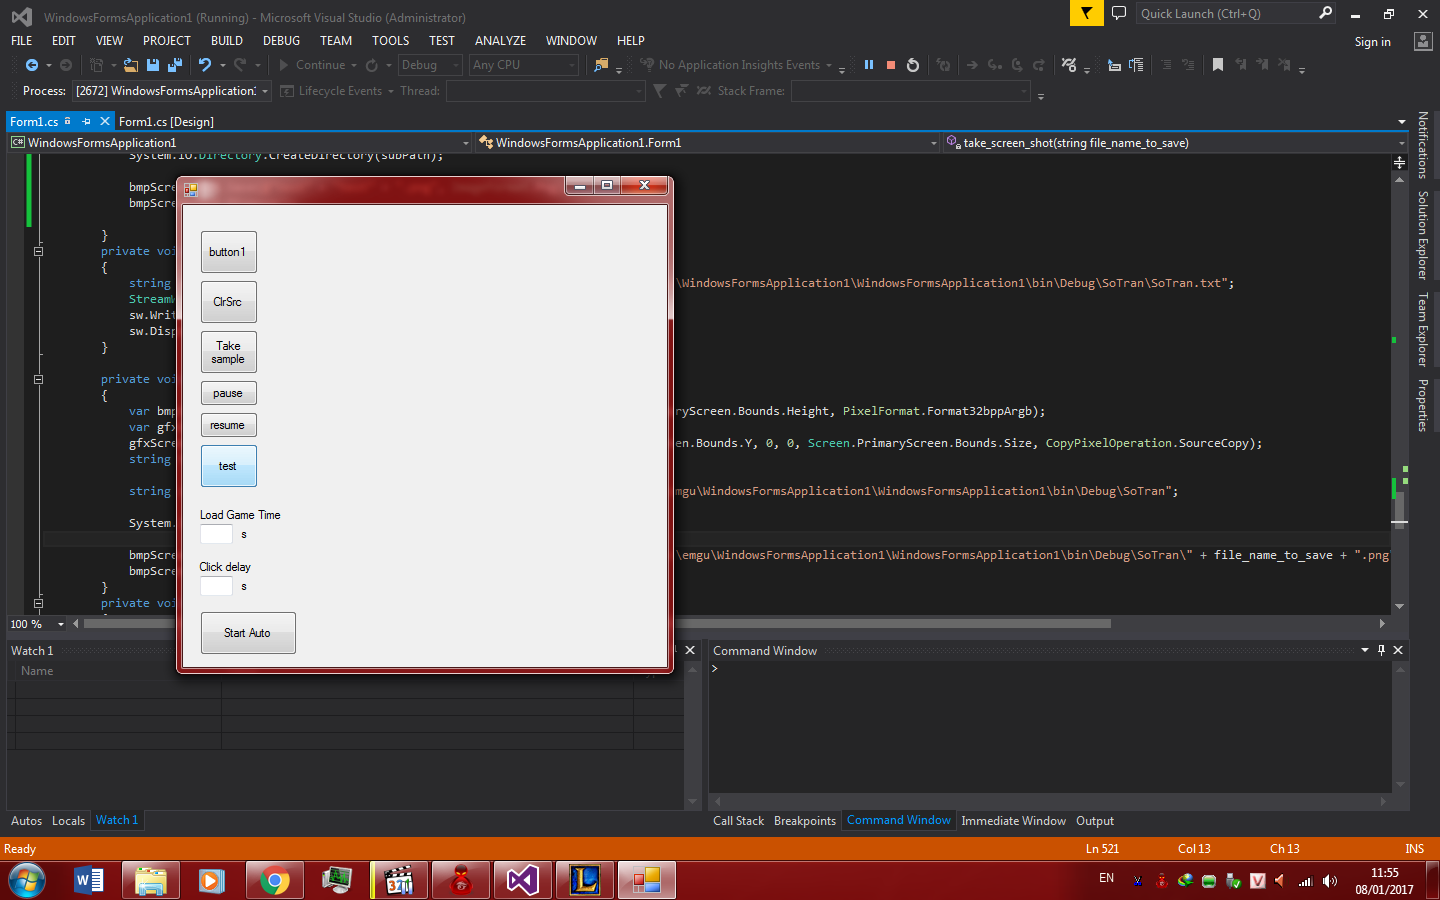 WindowsFormsApplication1 (Running) - Microsoft Visual Studio (Administrator)
Quick Launch (Ctrl+Q)
FILE EDIT VIEW PROJECT BUILD DEBUG TEAM TOOLS TEST ANALYZE WINDOW HELP
Sign in
Continue Debug Any CPU No Application Insights Events
Process: [2672] WindowsFormsApplication1 Lifecycle Events Thread: Stack Frame:
Form1.cs Form1.cs [Design]
C# WindowsFormsApplication1 WindowsFormsApplication1.Form1 take_screen_shot(string file_name_to_save)
System.IO.Directory.CreateDirectory(subPath);
bmpScre
bmpScre
}
private voi
{
string \WindowsFormsApplication1\WindowsFormsApplication1\bin\Debug\SoTran\SoTran.txt";
StreamW
sw.Writ
sw.Disp
}
private voi
{
var bmp ryScreen.Bounds.Height, PixelFormat.Format32bppArgb);
var gfx
gfxScre en.Bounds.Y, 0, 0, Screen.PrimaryScreen.Bounds.Size, CopyPixelOperation.SourceCopy);
string
string mgu\WindowsFormsApplication1\WindowsFormsApplication1\bin\Debug\SoTran";
System.
bmpScre \emgu\WindowsFormsApplication1\WindowsFormsApplication1\bin\Debug\SoTran\" + file_name_to_save + ".png
bmpScre
}
private voi
button1
ClrSrc
Take
sample
pause
resume
test
Load Game Time
s
Click delay
s
Start Auto
Notifications
Solution Explorer
Team Explorer
Properties
100 %
Watch 1
Name
Command Window
>
Autos Locals Watch 1
Call Stack Breakpoints Command Window Immediate Window Output
Ready Ln 521 Col 13 Ch 13 INS
EN
11:55
08/01/2017